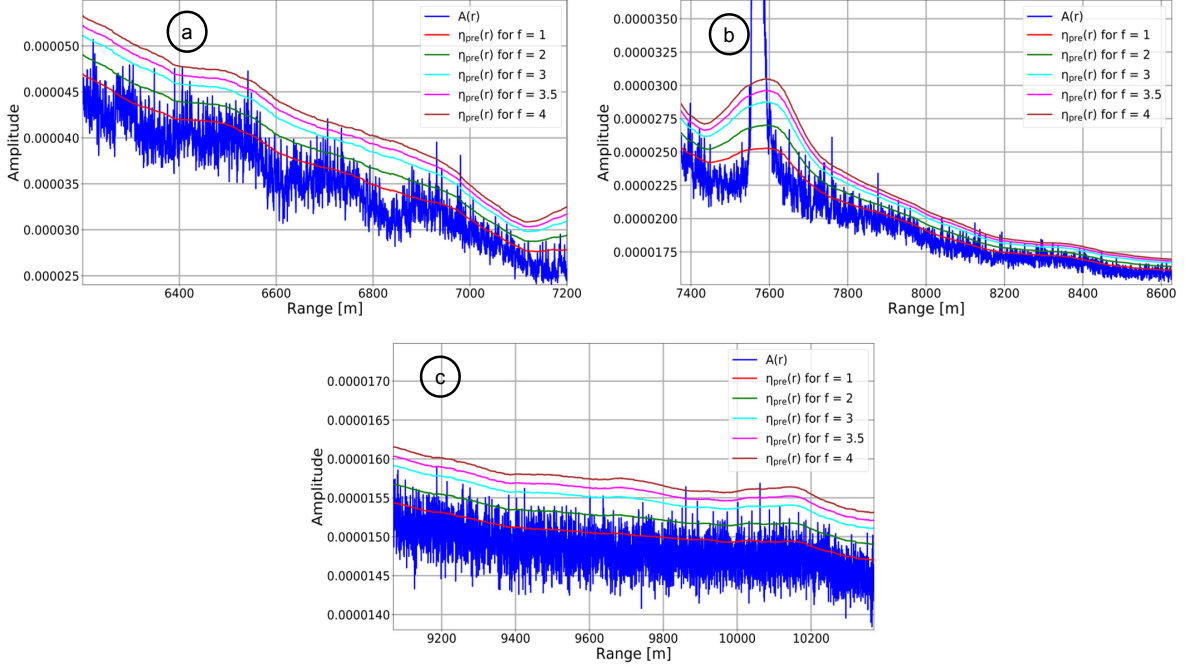 a
A(r)
ηpre(r) for f = 1
ηpre(r) for f = 2
ηpre(r) for f = 3
ηpre(r) for f = 3.5
ηpre(r) for f = 4
0.000050
0.000045
0.000040
0.000035
0.000030
0.000025
Amplitude
6400 6600 6800 7000 7200
Range [m]
b
A(r)
ηpre(r) for f = 1
ηpre(r) for f = 2
ηpre(r) for f = 3
ηpre(r) for f = 3.5
ηpre(r) for f = 4
0.0000350
0.0000325
0.0000300
0.0000275
0.0000250
0.0000225
0.0000200
0.0000175
Amplitude
7400 7600 7800 8000 8200 8400 8600
Range [m]
c
A(r)
ηpre(r) for f = 1
ηpre(r) for f = 2
ηpre(r) for f = 3
ηpre(r) for f = 3.5
ηpre(r) for f = 4
0.0000170
0.0000165
0.0000160
0.0000155
0.0000150
0.0000145
0.0000140
Amplitude
9200 9400 9600 9800 10000 10200
Range [m]